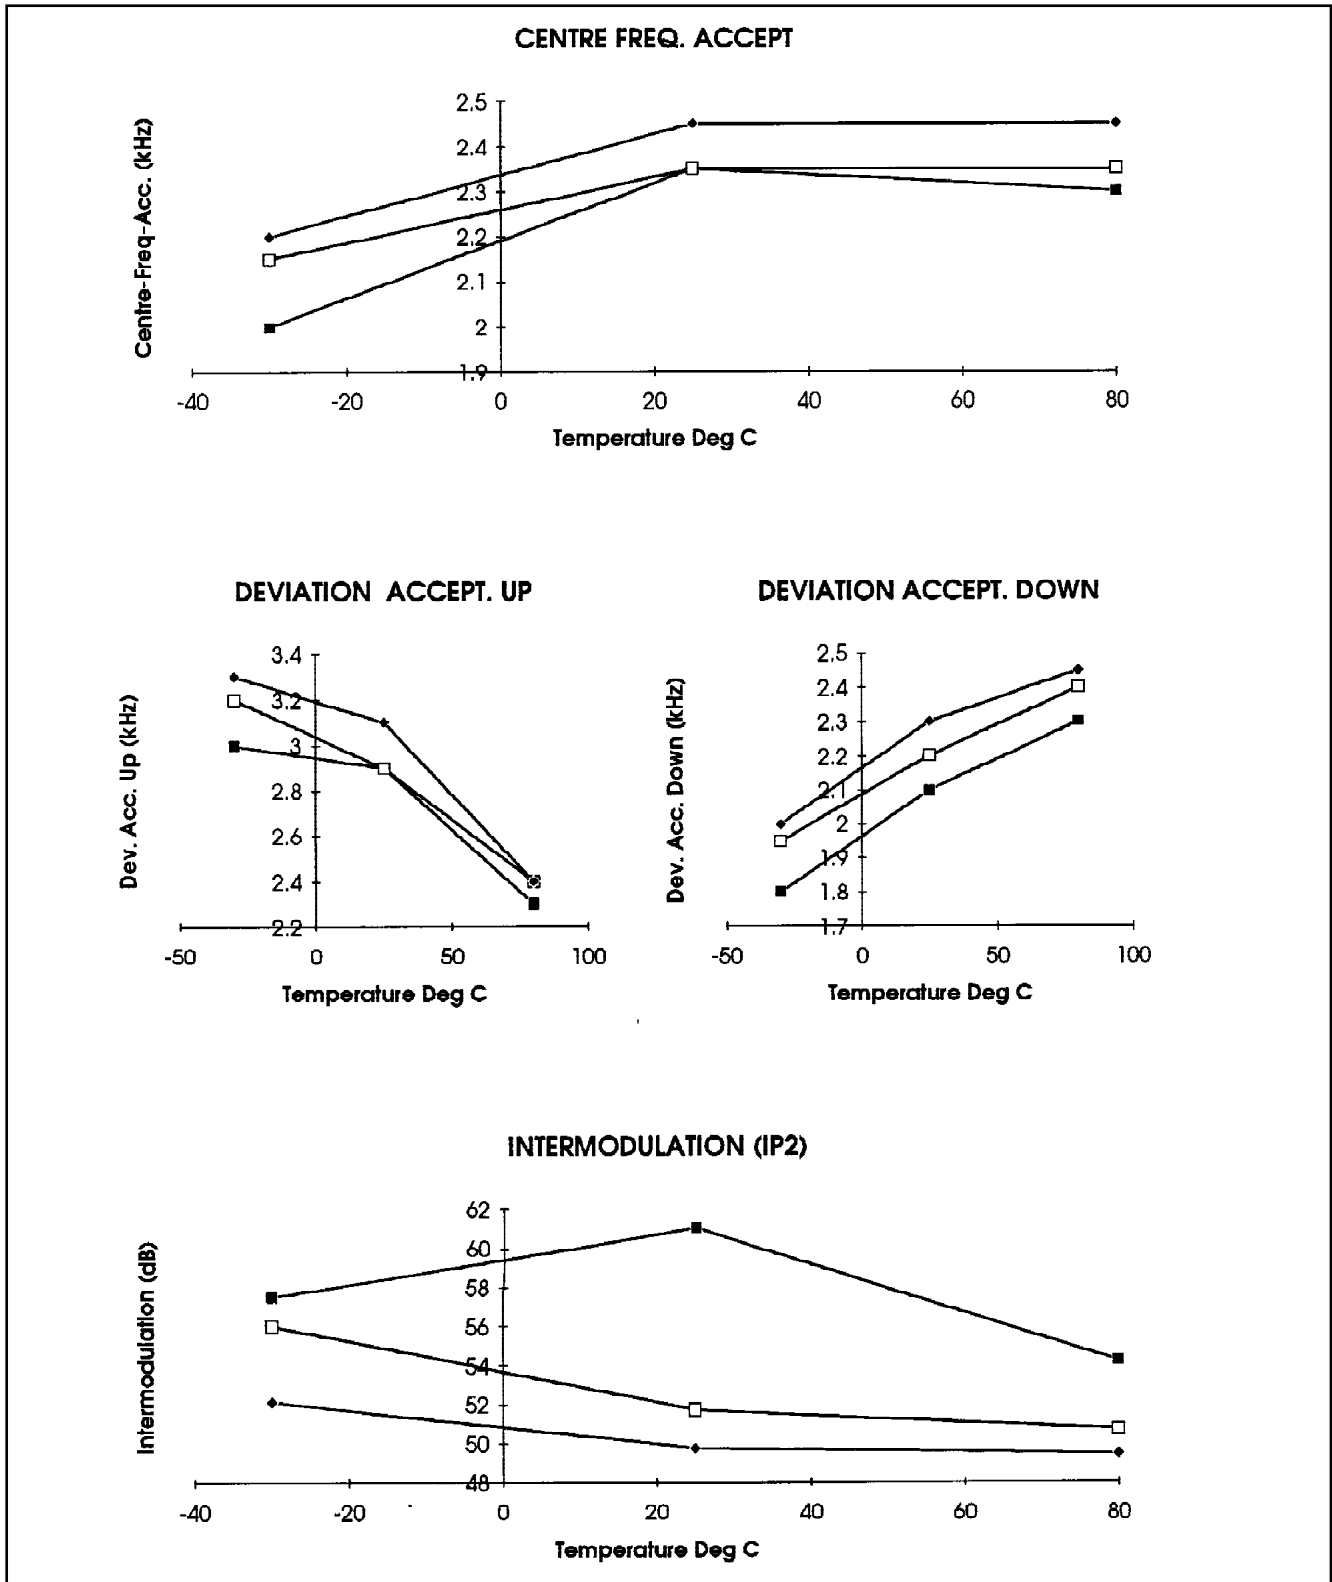 CENTRE FREQ. ACCEPT
Centre-Freq-Acc. (kHz)
2.5
2.4
2.3
2.2
2.1
2
1.9
-40 -20 0 20 40 60 80
Temperature Deg C
DEVIATION ACCEPT. UP
Dev. Acc. Up (kHz)
3.4
3.2
3
2.8
2.6
2.4
2.2
-50 0 50 100
Temperature Deg C
DEVIATION ACCEPT. DOWN
Dev. Acc. Down (kHz)
2.5
2.4
2.3
2.2
2.1
2
1.9
1.8
1.7
-50 0 50 100
Temperature Deg C
INTERMODULATION (IP2)
Intermodulation (dB)
62
60
58
56
54
52
50
48
-40 -20 0 20 40 60 80
Temperature Deg C